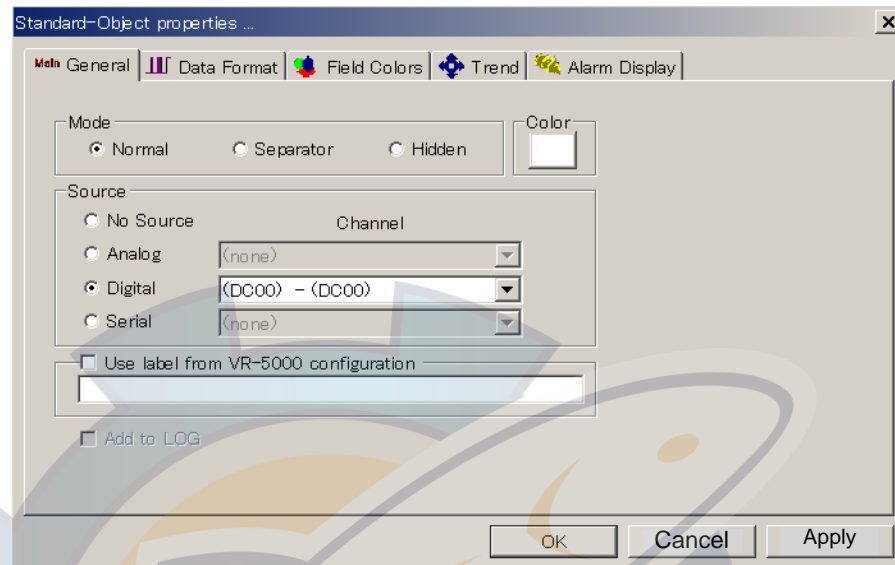 Standard-Object properties ...
Main General Data Format Field Colors Trend Alarm Display
Mode
Color
Normal Separator Hidden
Source
No Source Channel
Analog (none)
Digital (DC00) - (DC00)
Serial (none)
Use label from VR-5000 configuration
Add to LOG
OK Cancel Apply